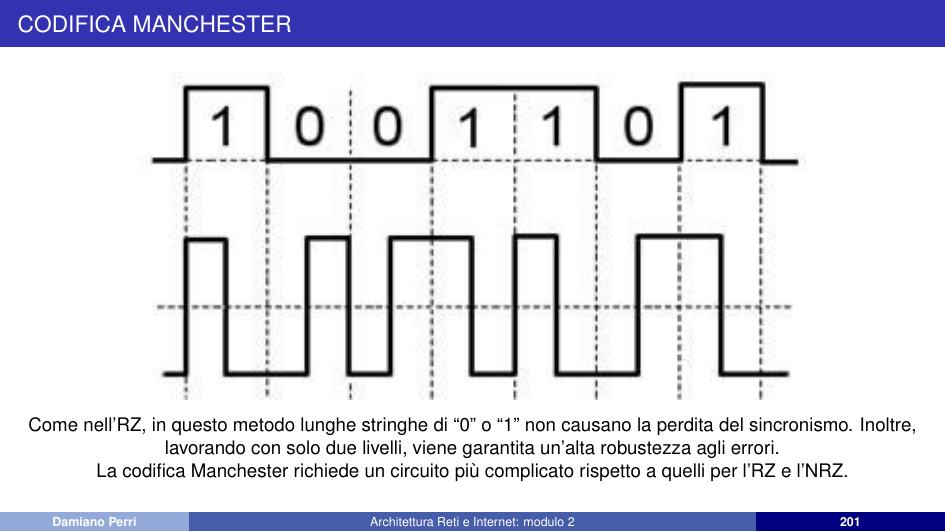 CODIFICA MANCHESTER
1 0 0 1 1 0 1
Come nell’RZ, in questo metodo lunghe stringhe di “0” o “1” non causano la perdita del sincronismo. Inoltre,
lavorando con solo due livelli, viene garantita un’alta robustezza agli errori.
La codifica Manchester richiede un circuito più complicato rispetto a quelli per l’RZ e l’NRZ.
Damiano Perri Architettura Reti e Internet: modulo 2 201